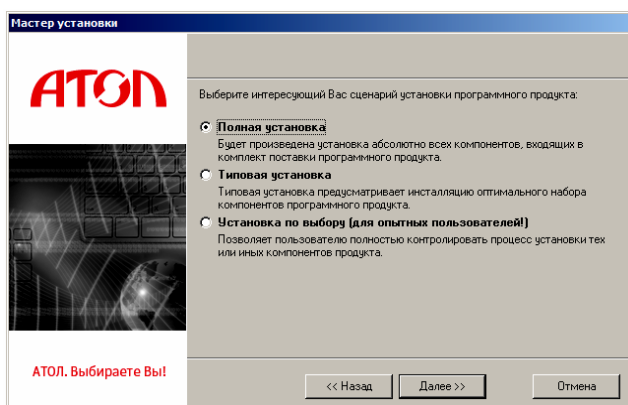 Мастер установки
АТОЛ
Выберите интересующий Вас сценарий установки программного продукта:
Полная установка
Будет произведена установка абсолютно всех компонентов, входящих в
комплект поставки программного продукта.
Типовая установка
Типовая установка предусматривает инсталляцию оптимального набора
компонентов программного продукта.
Установка по выбору (для опытных пользователей!)
Позволяет пользователю полностью контролировать процесс установки тех
или иных компонентов продукта.
АТОЛ. Выбираете Вы!
<< Назад
Далее >>
Отмена